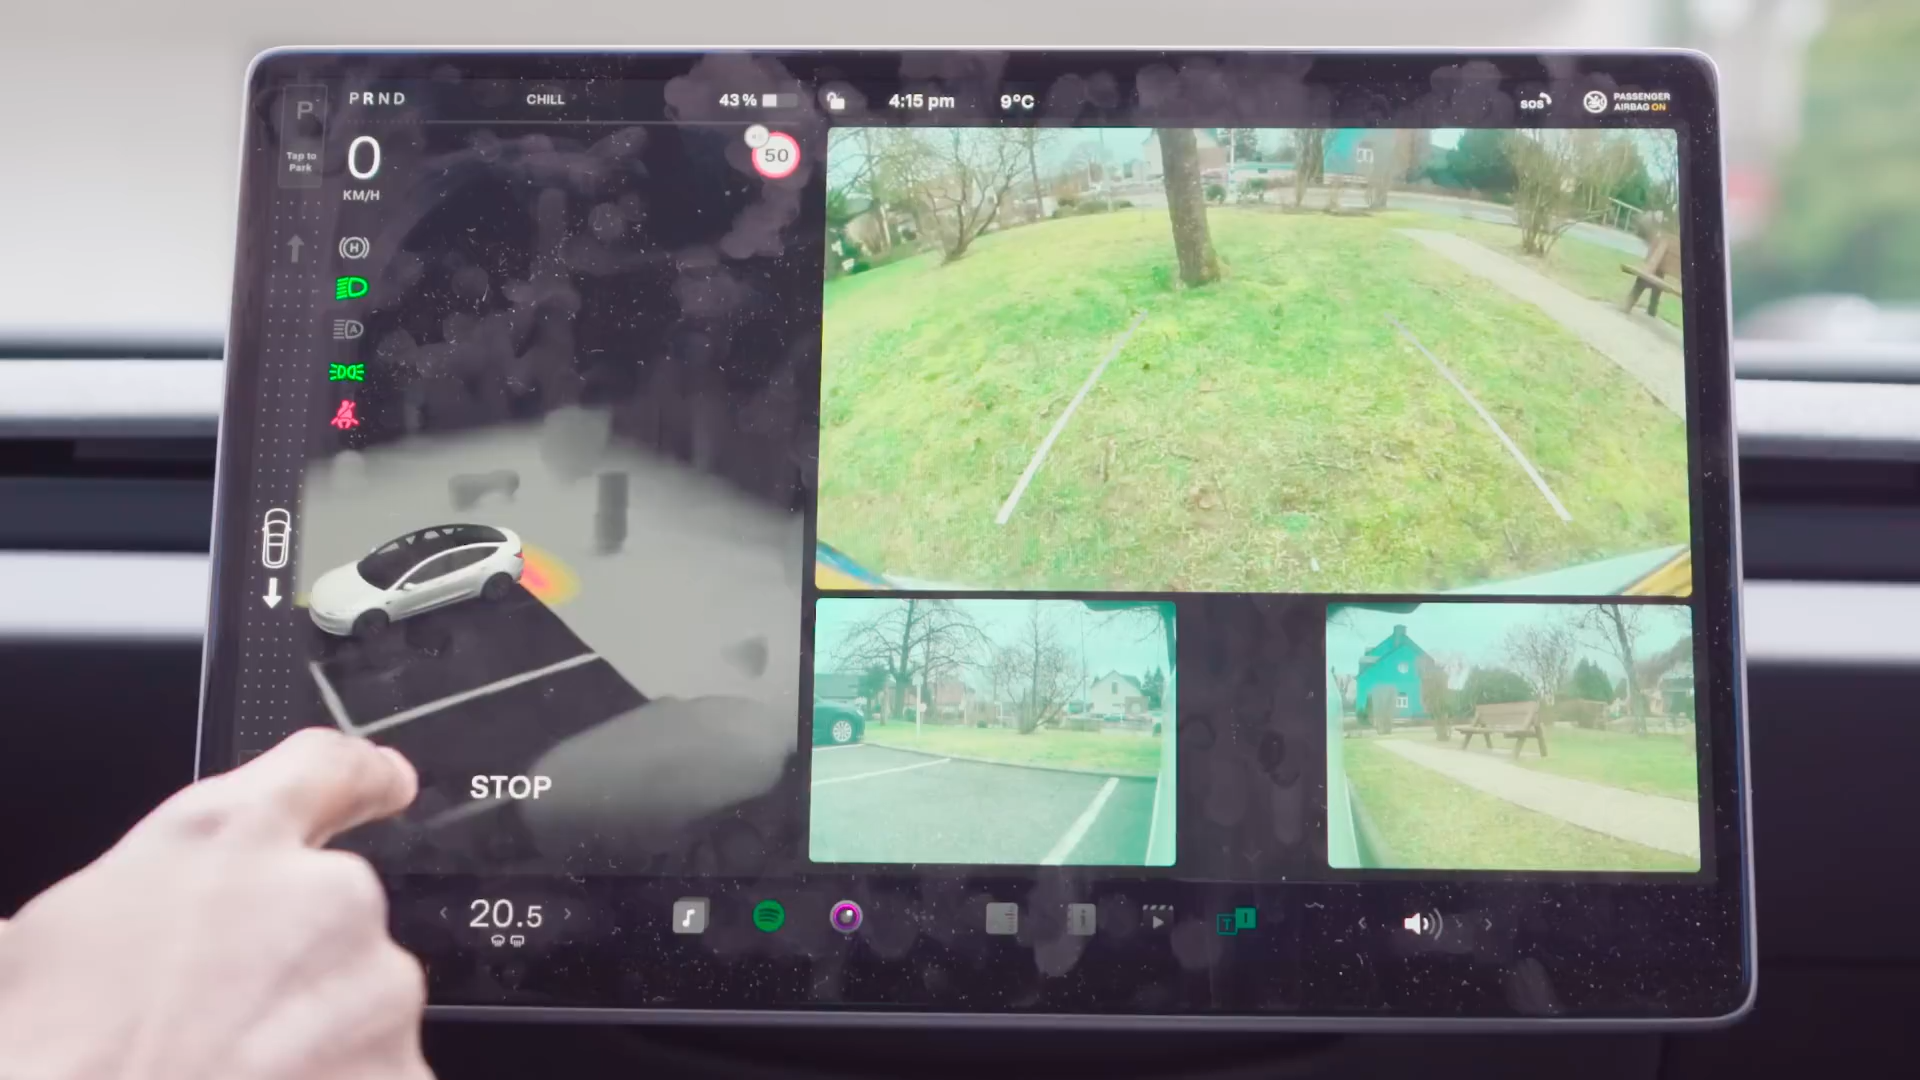 P
Tap to
Park
PRND
CHILL
43 %
4:15 pm
9°C
SOS
PASSENGER
AIRBAG ON
0
KM/H
50
H
A
STOP
20.5
T